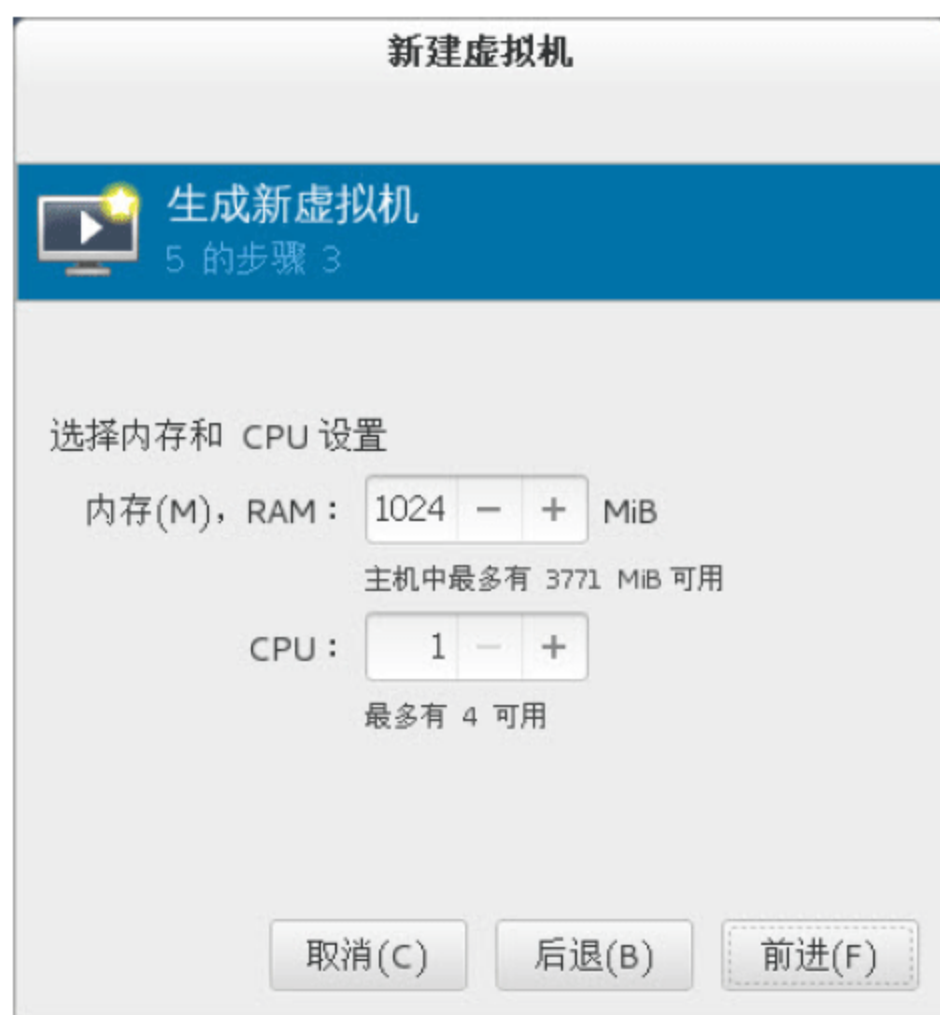 新建虚拟机
生成新虚拟机
5 的步骤 3
选择内存和 CPU 设置
内存(M)，RAM： 1024 － + MiB
主机中最多有 3771 MiB 可用
CPU： 1 － +
最多有 4 可用
取消(C) 后退(B) 前进(F)